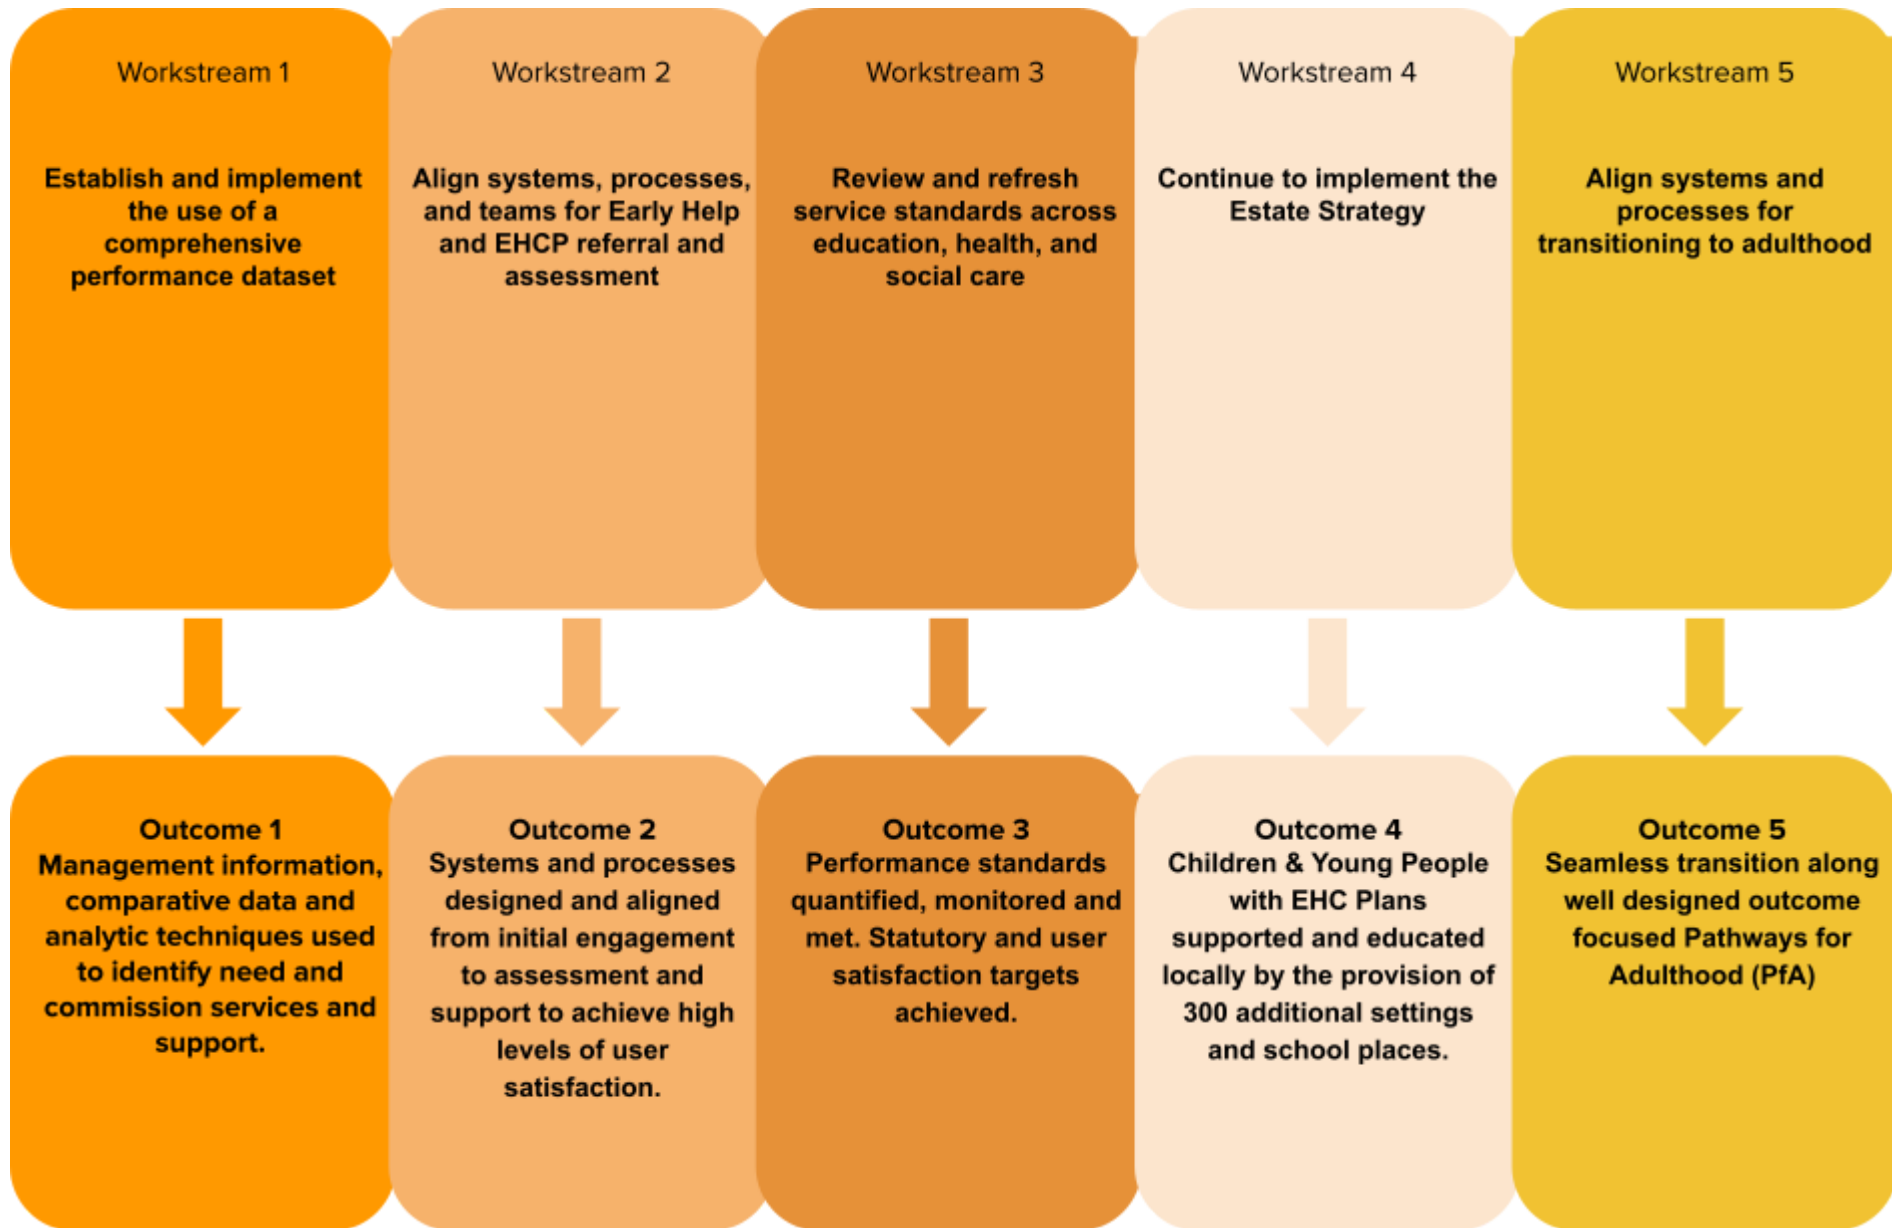 Workstream 1
Establish and implement
the use of a
comprehensive
performance dataset
Workstream 2
Align systems, processes,
and teams for Early Help
and EHCP referral and
assessment
Workstream 3
Review and refresh
service standards across
education, health, and
social care
Workstream 4
Continue to implement the
Estate Strategy
Workstream 5
Align systems and
processes for
transitioning to adulthood
Outcome 1
Management information,
comparative data and
analytic techniques used
to identify need and
commission services and
support.
Outcome 2
Systems and processes
designed and aligned
from initial engagement
to assessment and
support to achieve high
levels of user
satisfaction.
Outcome 3
Performance standards
quantified, monitored and
met. Statutory and user
satisfaction targets
achieved.
Outcome 4
Children & Young People
with EHC Plans
supported and educated
locally by the provision of
300 additional settings
and school places.
Outcome 5
Seamless transition along
well designed outcome
focused Pathways for
Adulthood (PfA)